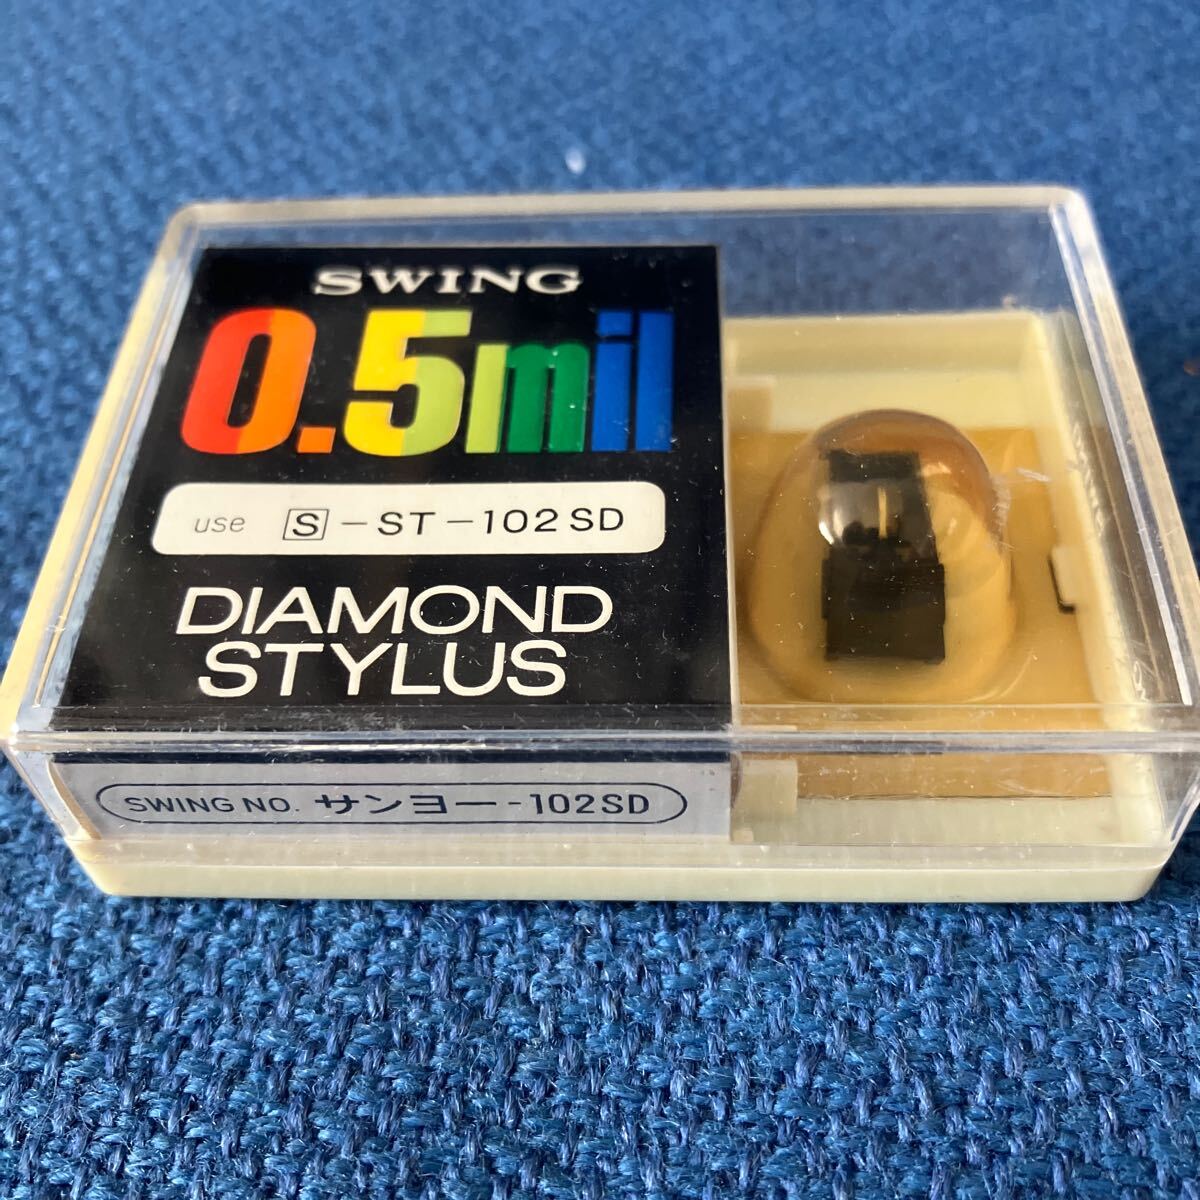 SWING
0.5mil
use S-ST-102SD
DIAMOND
STYLUS
SWING NO. サンヨー-102SD